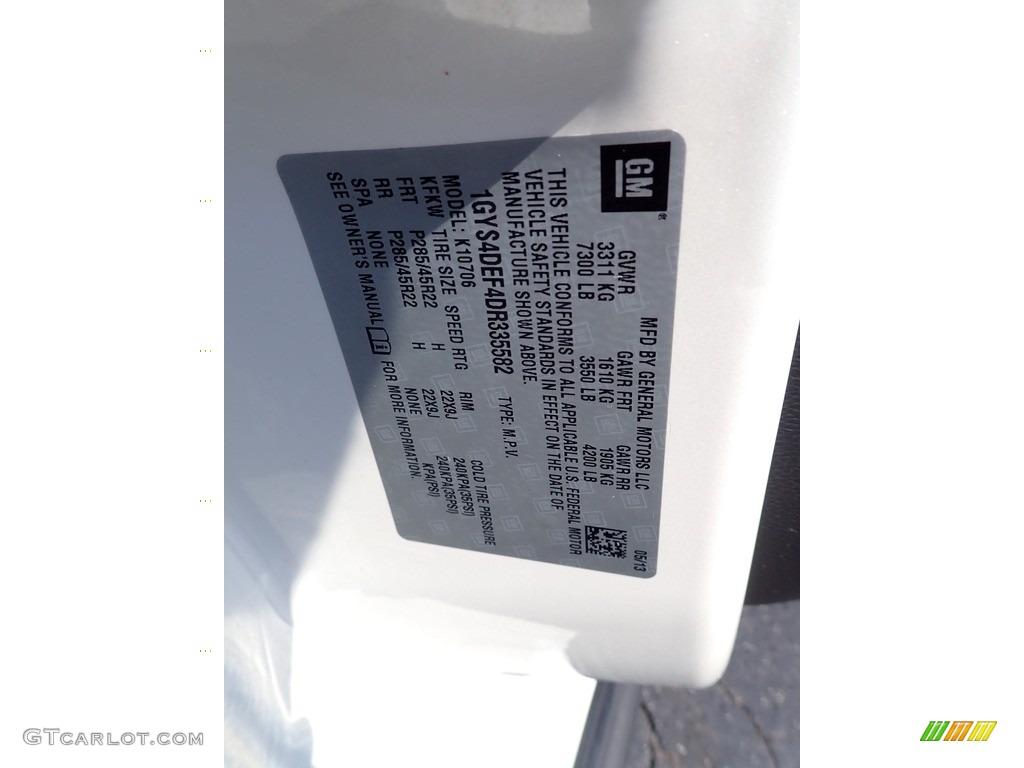 GM
MFD BY GENERAL MOTORS LLC 05/13
GVWR GAWR FRT GAWR RR
3311 KG 1610 KG 1905 KG
7300 LB 3550 LB 4200 LB
THIS VEHICLE CONFORMS TO ALL APPLICABLE U.S. FEDERAL MOTOR
VEHICLE SAFETY STANDARDS IN EFFECT ON THE DATE OF
MANUFACTURE SHOWN ABOVE.
1GYS4DEF4DR335582 TYPE: M.P.V.
MODEL: K10706
KFKW TIRE SIZE SPEED RTG RIM COLD TIRE PRESSURE
FRT P285/45R22 H 22X9J 240KPA(35PSI)
RR P285/45R22 H 22X9J 240KPA(35PSI)
SPA NONE NONE KPA(PSI)
SEE OWNER'S MANUAL FOR MORE INFORMATION.
GTCARLOT.COM